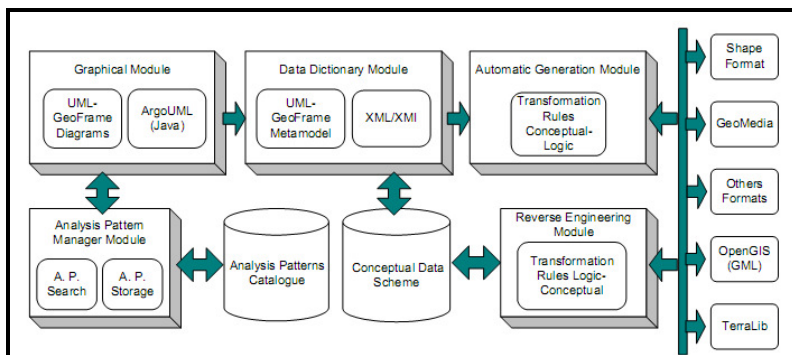 Graphical Module
UML-
GeoFrame
Diagrams
ArgoUML
(Java)
Data Dictionary Module
UML-
GeoFrame
Metamodel
XML/XMI
Automatic Generation Module
Transformation
Rules
Conceptual-
Logic
Analysis Pattern
Manager Module
A. P.
Search
A. P.
Storage
Analysis Patterns
Catalogue
Conceptual Data
Scheme
Reverse Engineering
Module
Transformation
Rules Logic-
Conceptual
Shape
Format
GeoMedia
Others
Formats
OpenGIS
(GML)
TerraLib